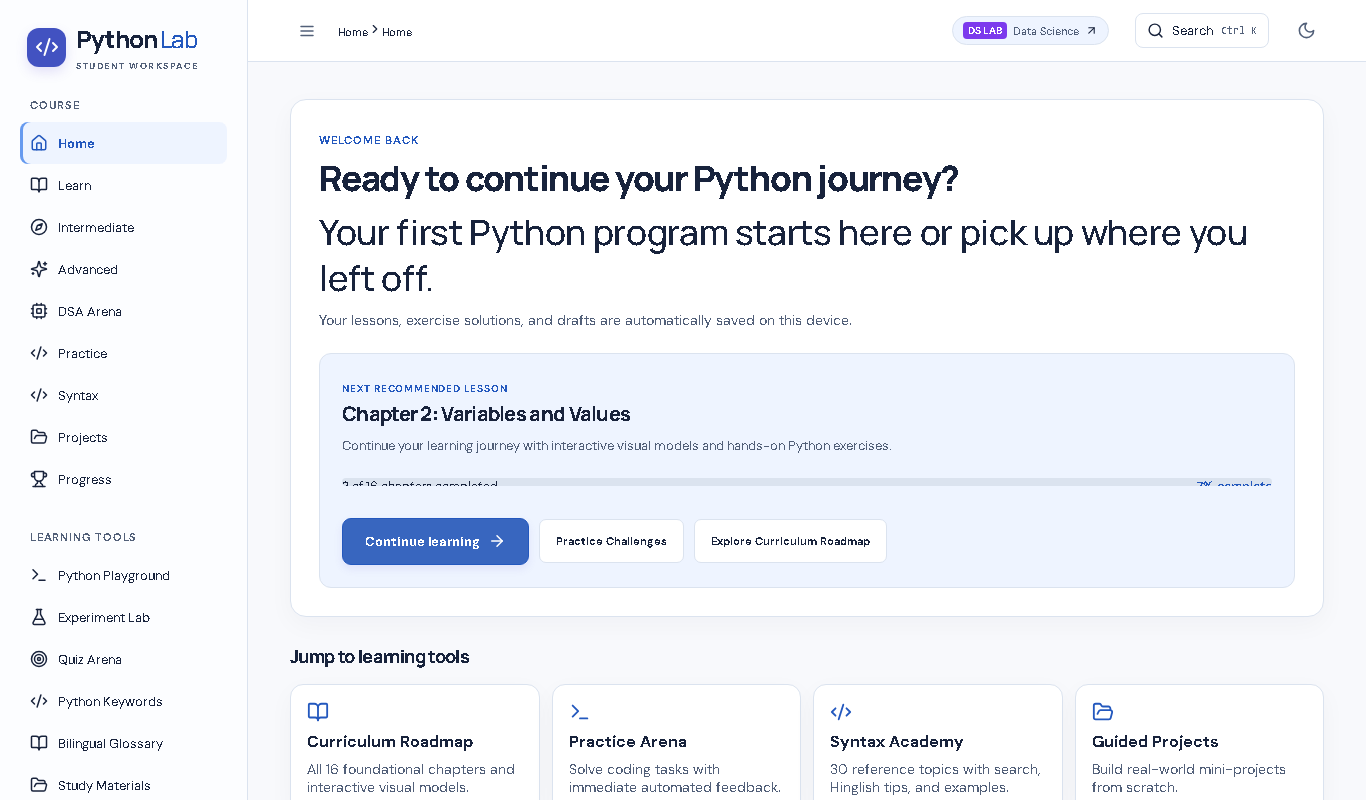 Python Lab
STUDENT WORKSPACE
COURSE
Home
Learn
Intermediate
Advanced
DSA Arena
Practice
Syntax
Projects
Progress
LEARNING TOOLS
Python Playground
Experiment Lab
Quiz Arena
Python Keywords
Bilingual Glossary
Study Materials
Home > Home
DS LAB Data Science
Search Ctrl K
WELCOME BACK
Ready to continue your Python journey?
Your first Python program starts here or pick up where you
left off.
Your lessons, exercise solutions, and drafts are automatically saved on this device.
NEXT RECOMMENDED LESSON
Chapter 2: Variables and Values
Continue your learning journey with interactive visual models and hands-on Python exercises.
of 16 chapters completed 7% complete
Continue learning
Practice Challenges
Explore Curriculum Roadmap
Jump to learning tools
Curriculum Roadmap
All 16 foundational chapters and
interactive visual models.
Practice Arena
Solve coding tasks with
immediate automated feedback.
Syntax Academy
30 reference topics with search,
Hinglish tips, and examples.
Guided Projects
Build real-world mini-projects
from scratch.